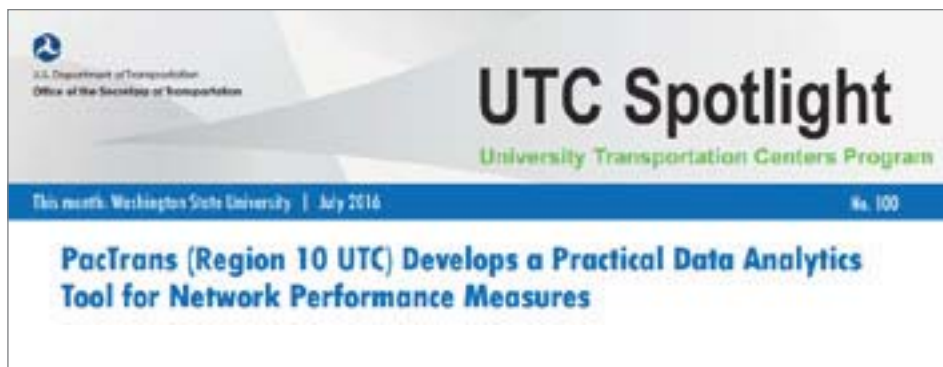 U.S. Department of Transportation
Office of the Secretary of Transportation
UTC Spotlight
University Transportation Centers Program
This month: Washington State University | July 2016
No. 100
PacTrans (Region 10 UTC) Develops a Practical Data Analytics
Tool for Network Performance Measures